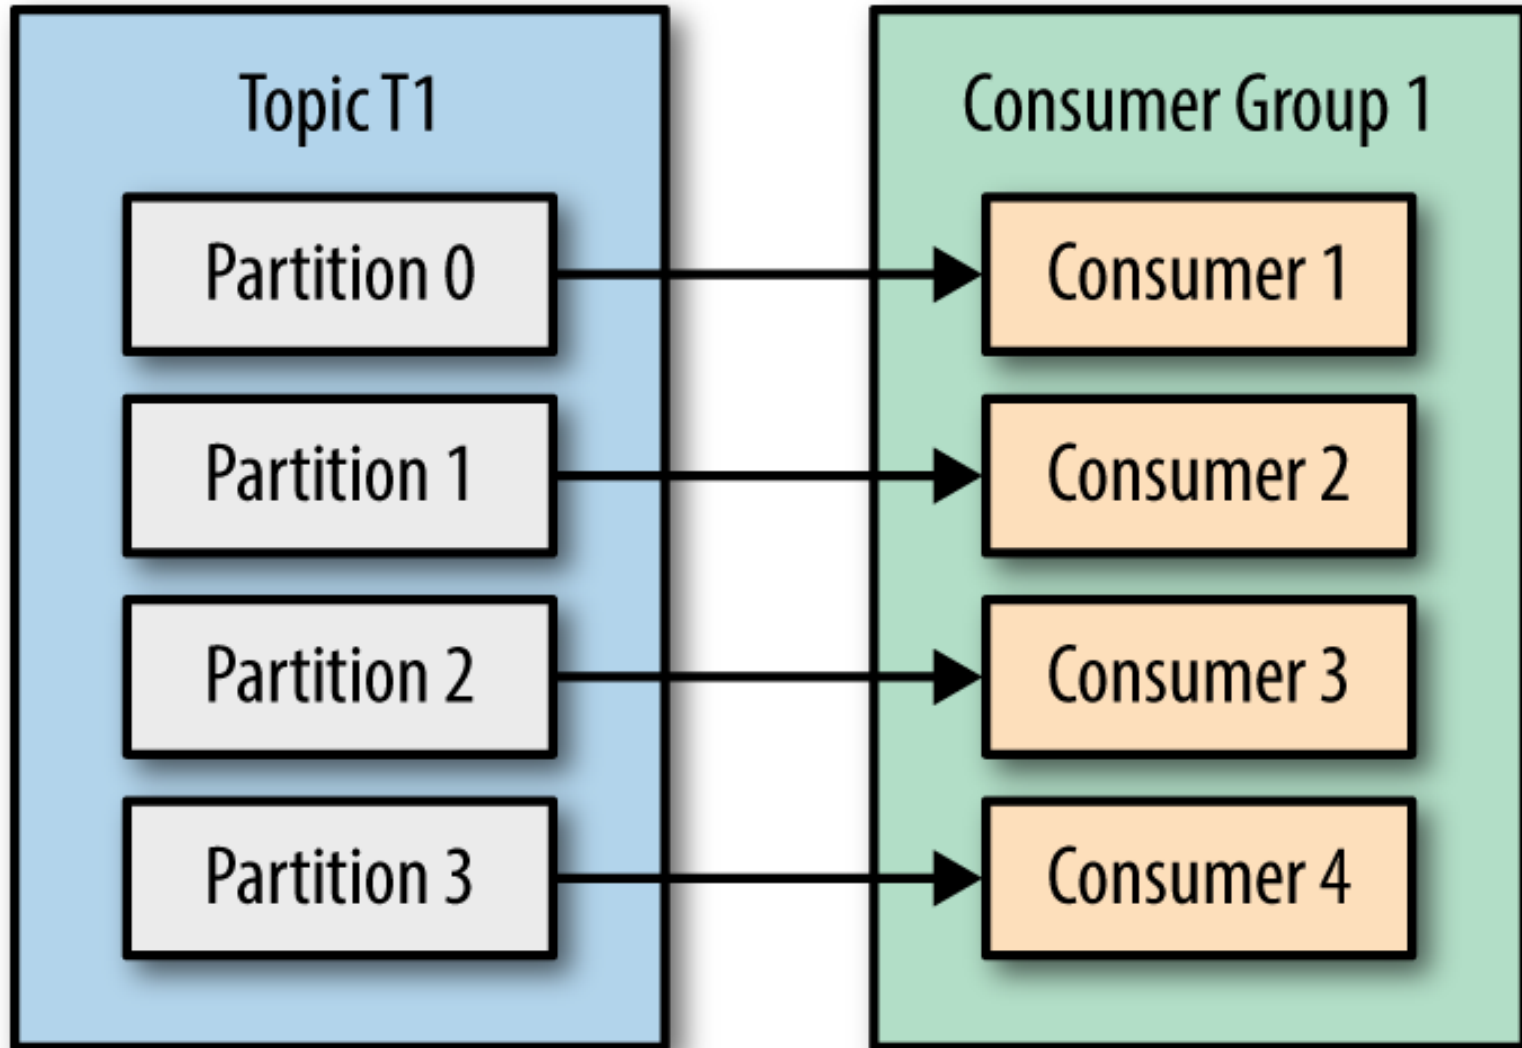 Topic T1
Partition 0
Partition 1
Partition 2
Partition 3
Consumer Group 1
Consumer 1
Consumer 2
Consumer 3
Consumer 4